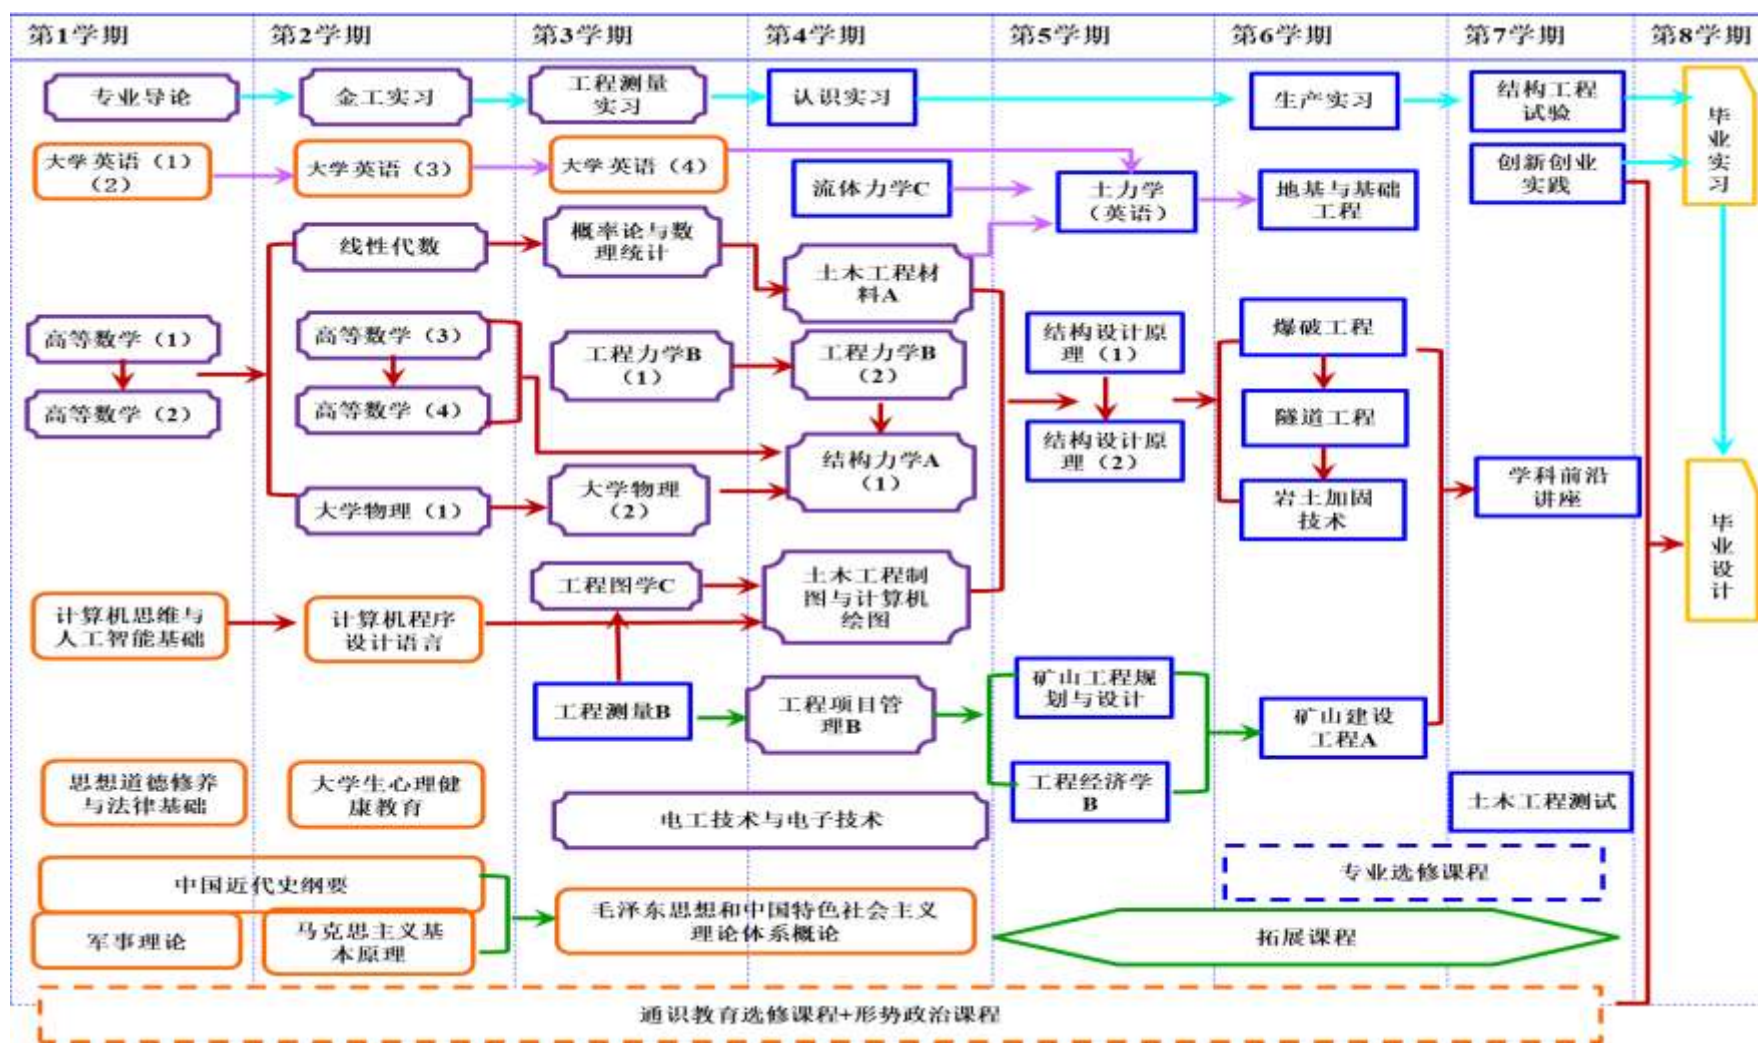 第1学期
第2学期
第3学期
第4学期
第5学期
第6学期
第7学期
第8学期
专业导论
金工实习
工程测量
实习
认识实习
生产实习
结构工程
试验
毕业实习
大学英语（1）
（2）
大学英语（3）
大学英语（4）
流体力学C
土力学
（英语）
地基与基础
工程
创新创业
实践
线性代数
概率论与数
理统计
土木工程材
料A
高等数学（1）
高等数学（2）
高等数学（3）
高等数学（4）
工程力学B
（1）
工程力学B
（2）
结构设计原
理（1）
结构设计原
理（2）
爆破工程
隧道工程
岩土加固
技术
大学物理（1）
大学物理
（2）
结构力学A
（1）
学科前沿
讲座
毕业设计
工程图学C
土木工程制
图与计算机
绘图
计算机思维与
人工智能基础
计算机程序
设计语言
工程测量B
工程项目管
理B
矿山工程规
划与设计
矿山建设
工程A
思想道德修养
与法律基础
大学生心理健
康教育
电工技术与电子技术
工程经济学
B
土木工程测试
中国近代史纲要
专业选修课程
军事理论
马克思主义基
本原理
毛泽东思想和中国特色社会主义
理论体系概论
拓展课程
通识教育选修课程+形势政治课程